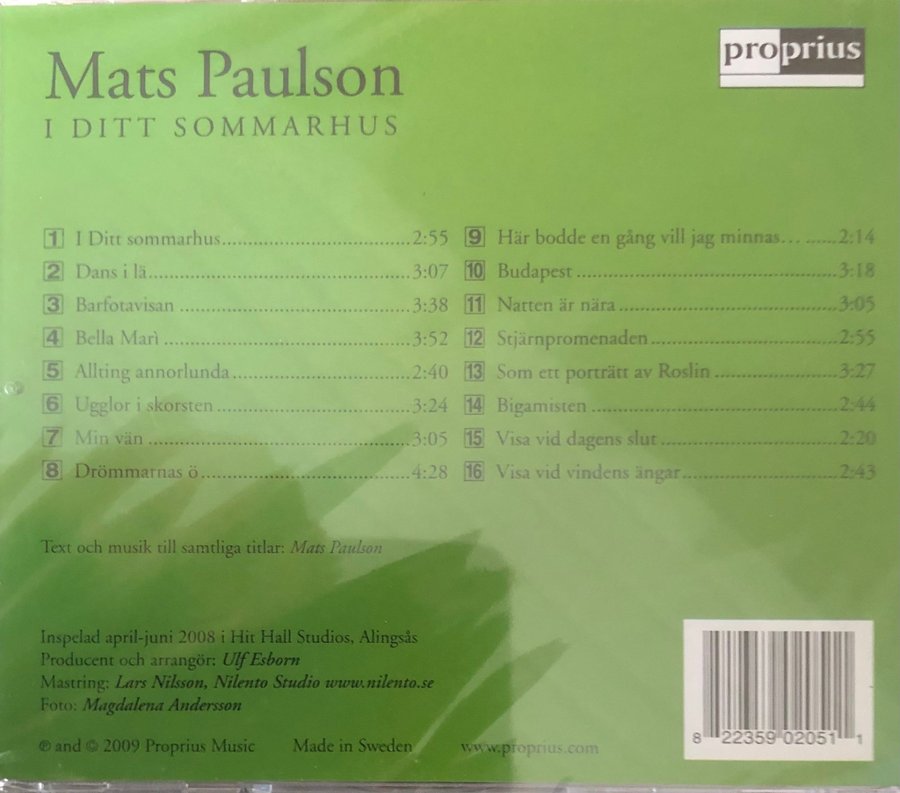 Mats Paulson
I DITT SOMMARHUS
proprius
1 I Ditt sommarhus 2:55
2 Dans i lä 3:07
3 Barfotavisan 3:38
4 Bella Marì 3:52
5 Allting annorlunda 2:40
6 Ugglor i skorsten 3:24
7 Min vän 3:05
8 Drömmarnas ö 4:28
9 Här bodde en gång vill jag minnas... 2:14
10 Budapest 3:18
11 Natten är nära 3:05
12 Stjärnpromenaden 2:55
13 Som ett porträtt av Roslin 3:27
14 Bigamisten 2:44
15 Visa vid dagens slut 2:20
16 Visa vid vindens ängar 2:43
Text och musik till samtliga titlar: Mats Paulson
Inspelad april-juni 2008 i Hit Hall Studios, Alingsås
Producent och arrangör: Ulf Esborn
Mastring: Lars Nilsson, Nilento Studio www.nilento.se
Foto: Magdalena Andersson
℗ and © 2009 Proprius Music Made in Sweden www.proprius.com
8 22359 02051 1